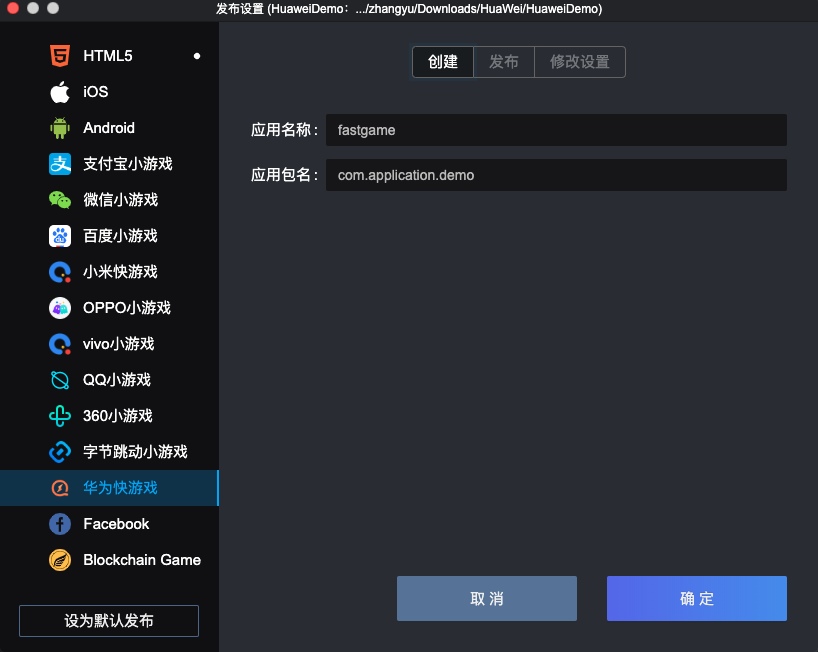 发布设置 (HuaweiDemo：.../zhangyu/Downloads/HuaWei/HuaweiDemo)
HTML5
iOS
Android
支付宝小游戏
微信小游戏
百度小游戏
小米快游戏
OPPO小游戏
vivo小游戏
QQ小游戏
360小游戏
字节跳动小游戏
华为快游戏
Facebook
Blockchain Game
设为默认发布
创建 发布 修改设置
应用名称： fastgame
应用包名： com.application.demo
取 消 确 定